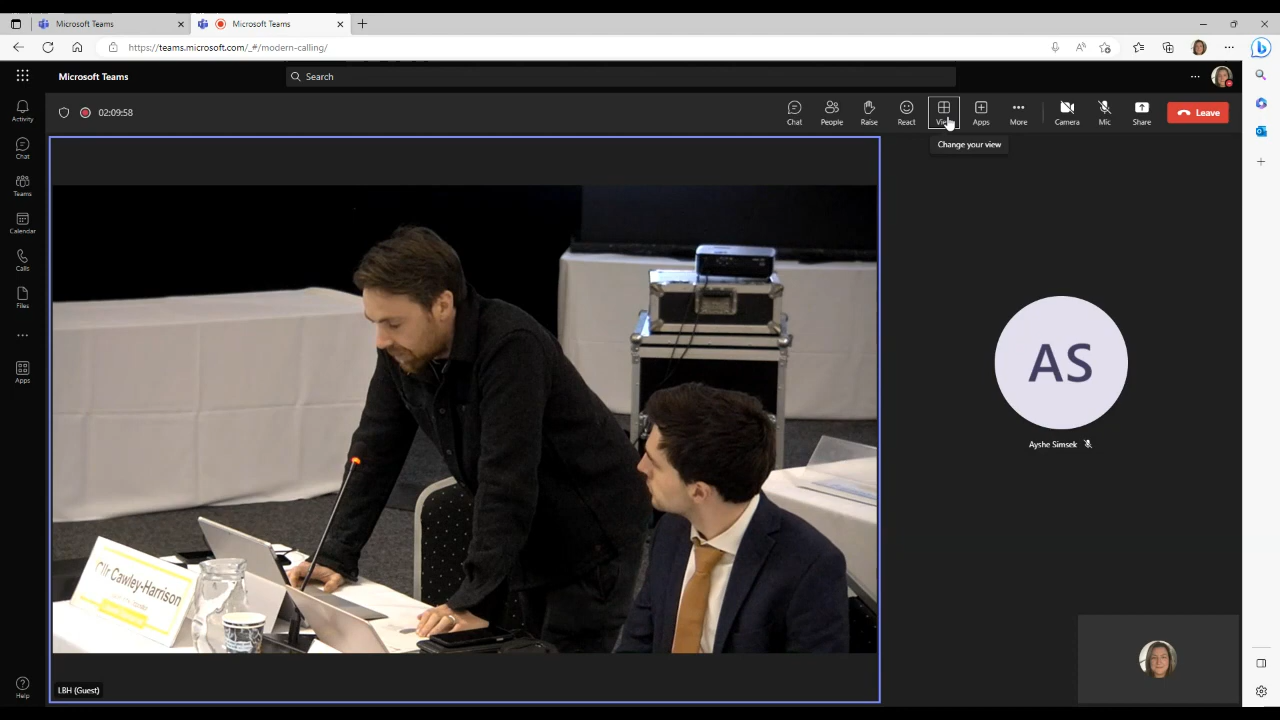 Microsoft Teams
Microsoft Teams
https://teams.microsoft.com/_#/modern-calling/
Microsoft Teams
Search
02:09:58
Chat
People
Raise
React
View
Apps
More
Camera
Mic
Share
Leave
Change your view
Activity
Chat
Teams
Calendar
Calls
Files
Apps
Help
AS
Ayshe Simsek
Cllr Cawley-Harrison
LBH (Guest)